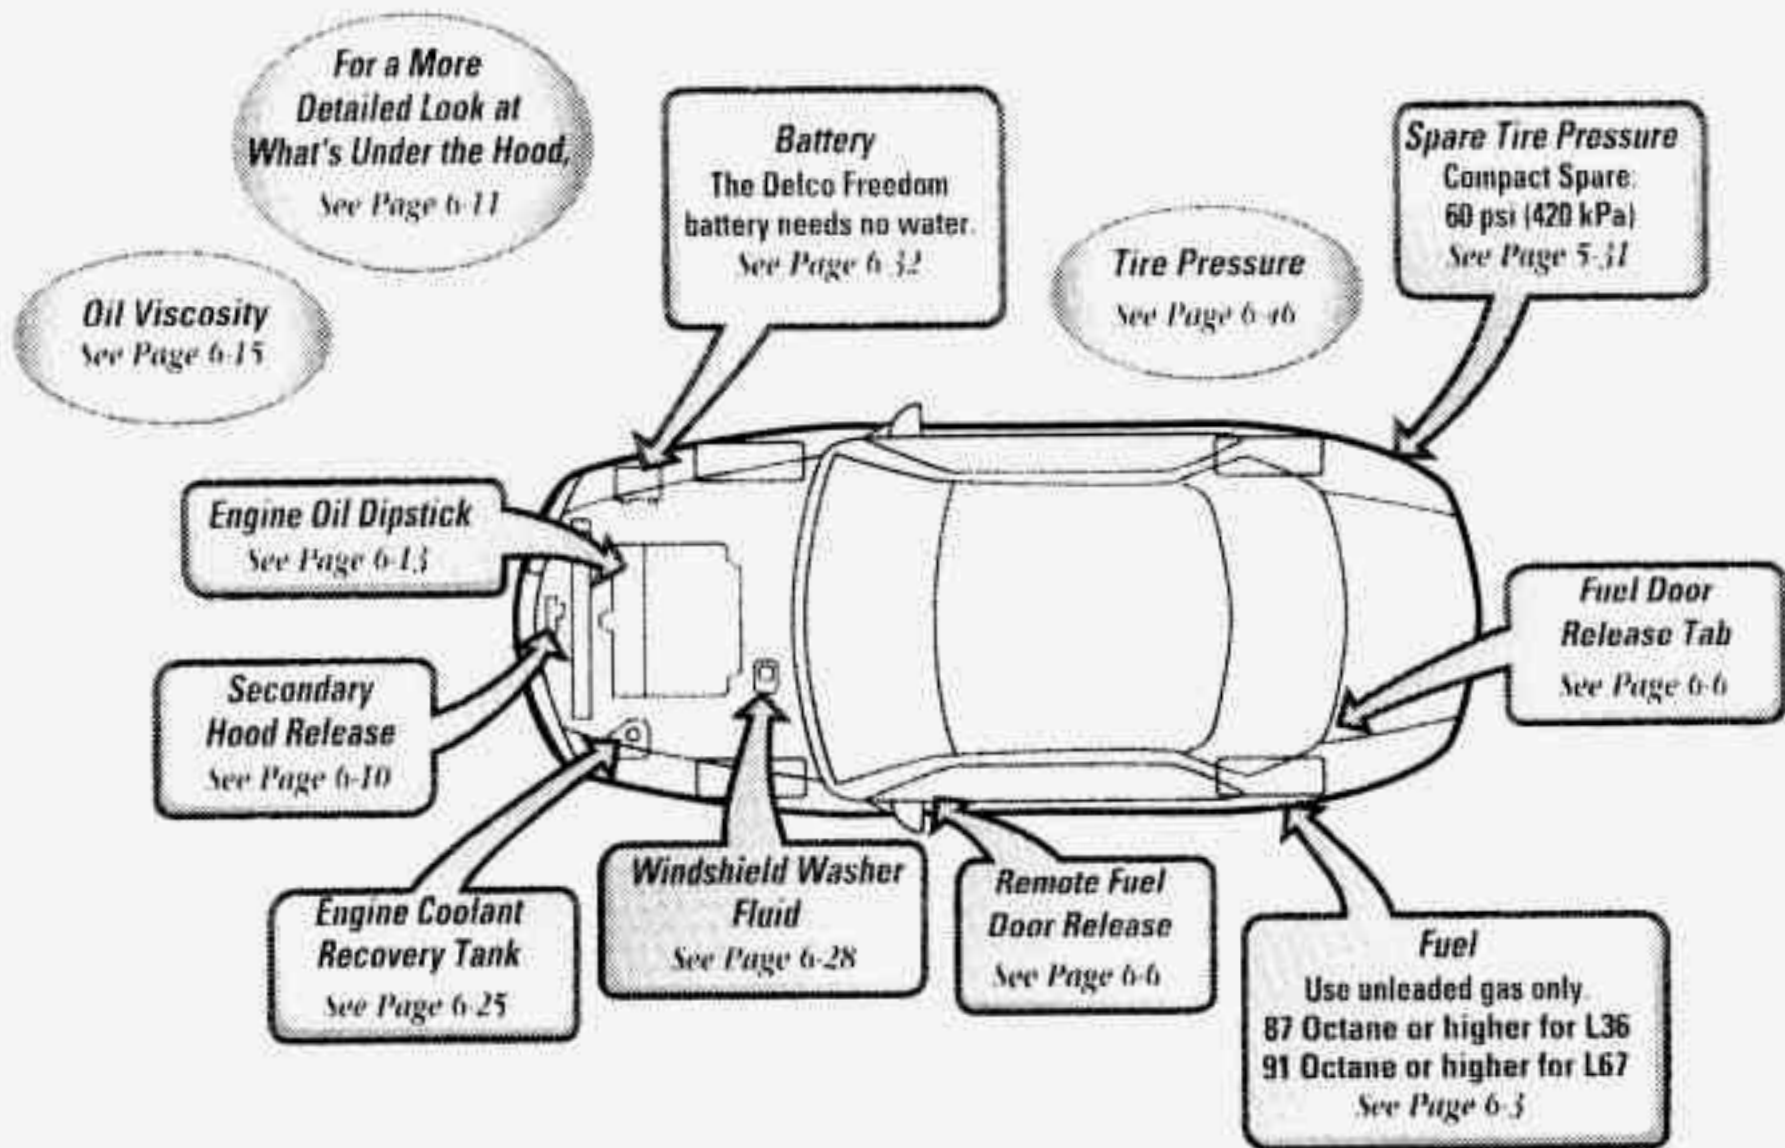 For a More
Detailed Look at
What's Under the Hood,
See Page 6-11
Battery
The Delco Freedom
battery needs no water.
See Page 6-32
Spare Tire Pressure
Compact Spare:
60 psi (420 kPa)
See Page 5-31
Oil Viscosity
See Page 6-15
Tire Pressure
See Page 6-46
Engine Oil Dipstick
See Page 6-13
Fuel Door
Release Tab
See Page 6-6
Secondary
Hood Release
See Page 6-10
Engine Coolant
Recovery Tank
See Page 6-25
Windshield Washer
Fluid
See Page 6-28
Remote Fuel
Door Release
See Page 6-6
Fuel
Use unleaded gas only.
87 Octane or higher for L36
91 Octane or higher for L67
See Page 6-3